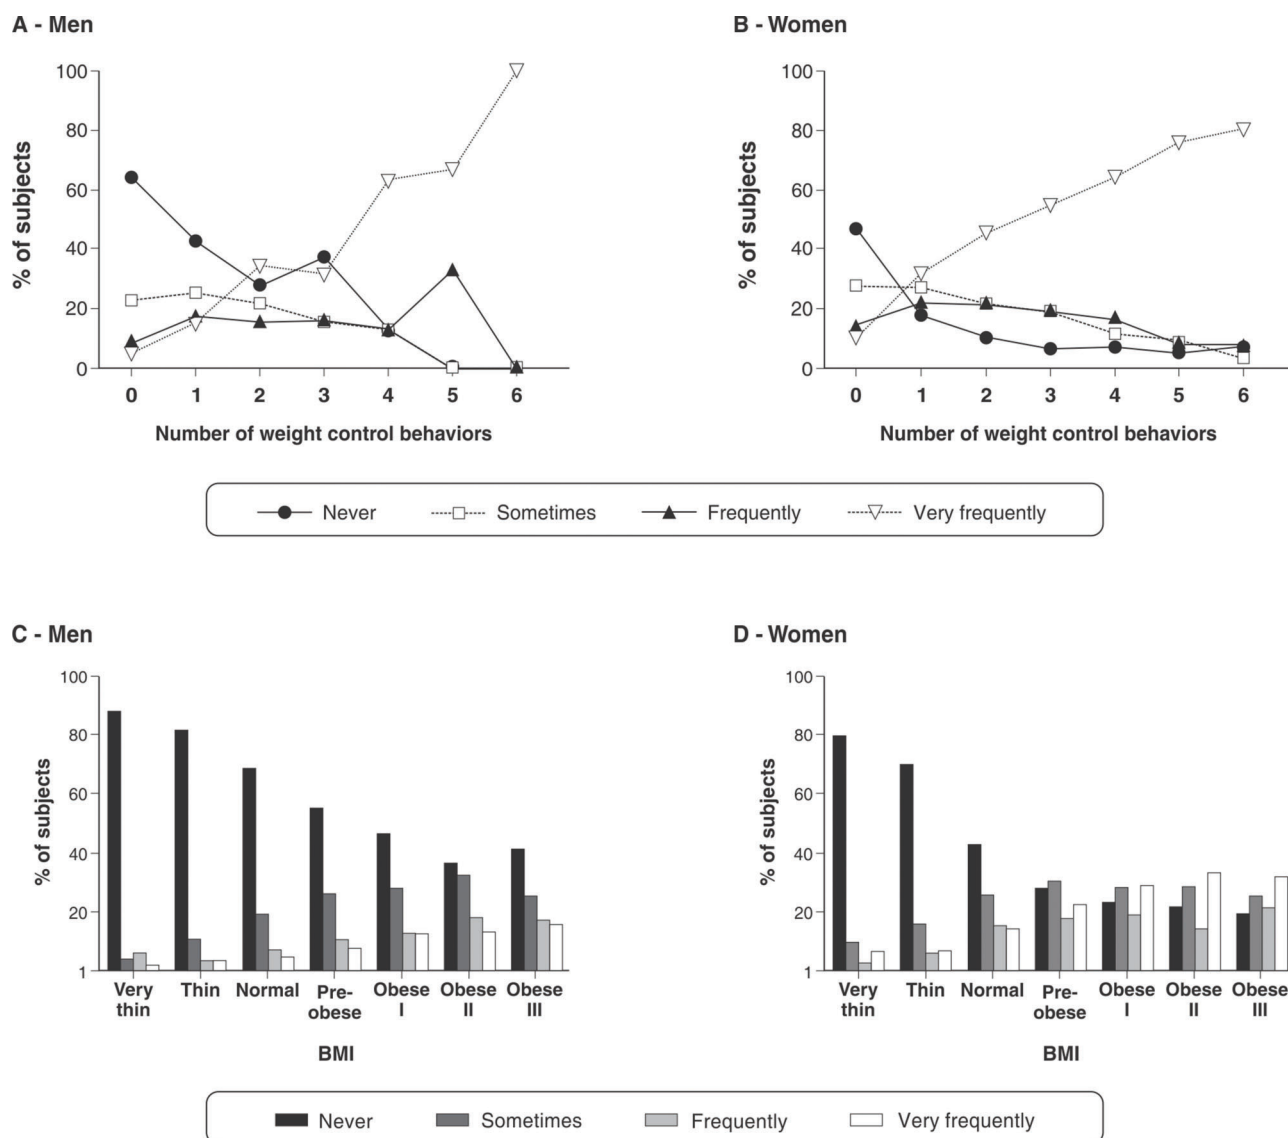 A - Men
100
80
60
40
20
0
% of subjects
0 1 2 3 4 5 6
Number of weight control behaviors
B - Women
100
80
60
40
20
0
% of subjects
0 1 2 3 4 5 6
Number of weight control behaviors
Never Sometimes Frequently Very frequently
C - Men
100
80
60
40
20
1
% of subjects
Very thin Thin Normal Pre-obese Obese I Obese II Obese III
BMI
D - Women
100
80
60
40
20
1
% of subjects
Very thin Thin Normal Pre-obese Obese I Obese II Obese III
BMI
Never Sometimes Frequently Very frequently